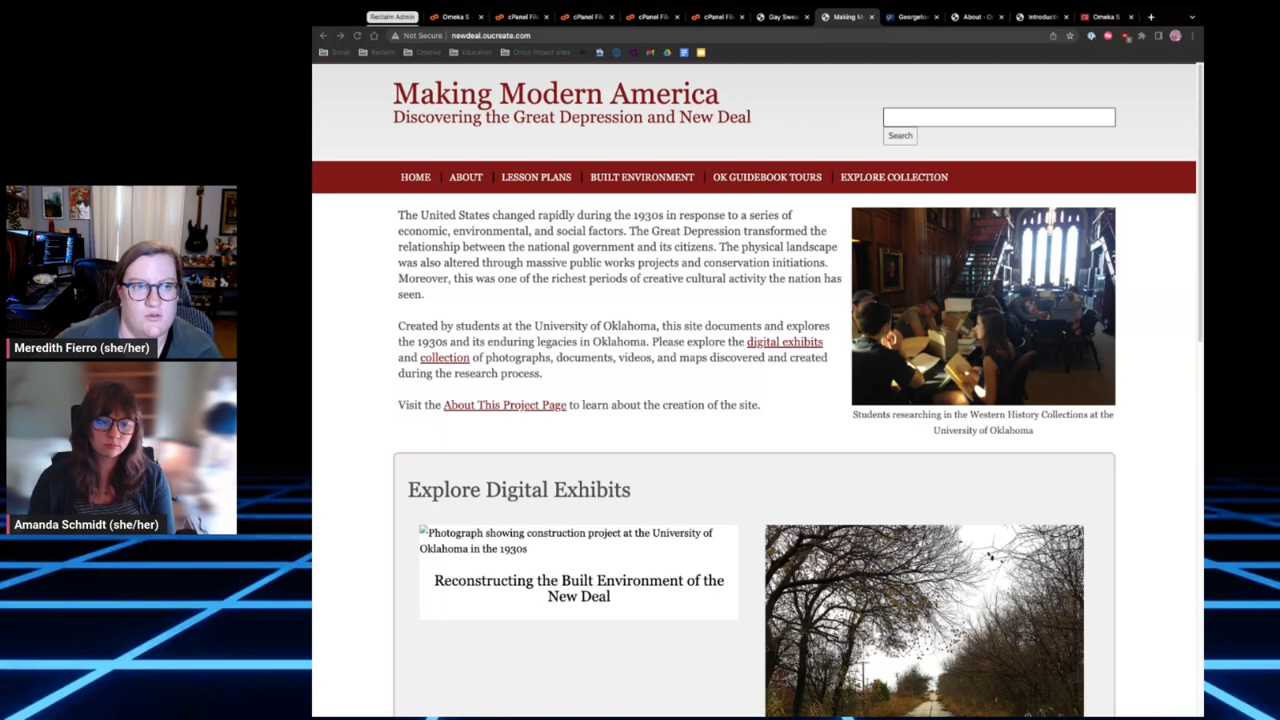 Reclaim Admin
Omeka S
cPanel File
cPanel File
cPanel File
cPanel File
Gay Swea
Making Mo
Georgetow
About - C
Introducti
Omeka S
Not Secure | newdeal.oucreate.com
Social
Reclaim
Creative
Education
Cricut Project sites
Making Modern America
Discovering the Great Depression and New Deal
Search
HOME
ABOUT
LESSON PLANS
BUILT ENVIRONMENT
OK GUIDEBOOK TOURS
EXPLORE COLLECTION
The United States changed rapidly during the 1930s in response to a series of
economic, environmental, and social factors. The Great Depression transformed the
relationship between the national government and its citizens. The physical landscape
was also altered through massive public works projects and conservation initiatives.
Moreover, this was one of the richest periods of creative cultural activity the nation has
seen.
Created by students at the University of Oklahoma, this site documents and explores
the 1930s and its enduring legacies in Oklahoma. Please explore the digital exhibits
and collection of photographs, documents, videos, and maps discovered and created
during the research process.
Visit the About This Project Page to learn about the creation of the site.
Students researching in the Western History Collections at the
University of Oklahoma
Explore Digital Exhibits
Photograph showing construction project at the University of
Oklahoma in the 1930s
Reconstructing the Built Environment of the
New Deal
Meredith Fierro (she/her)
Amanda Schmidt (she/her)